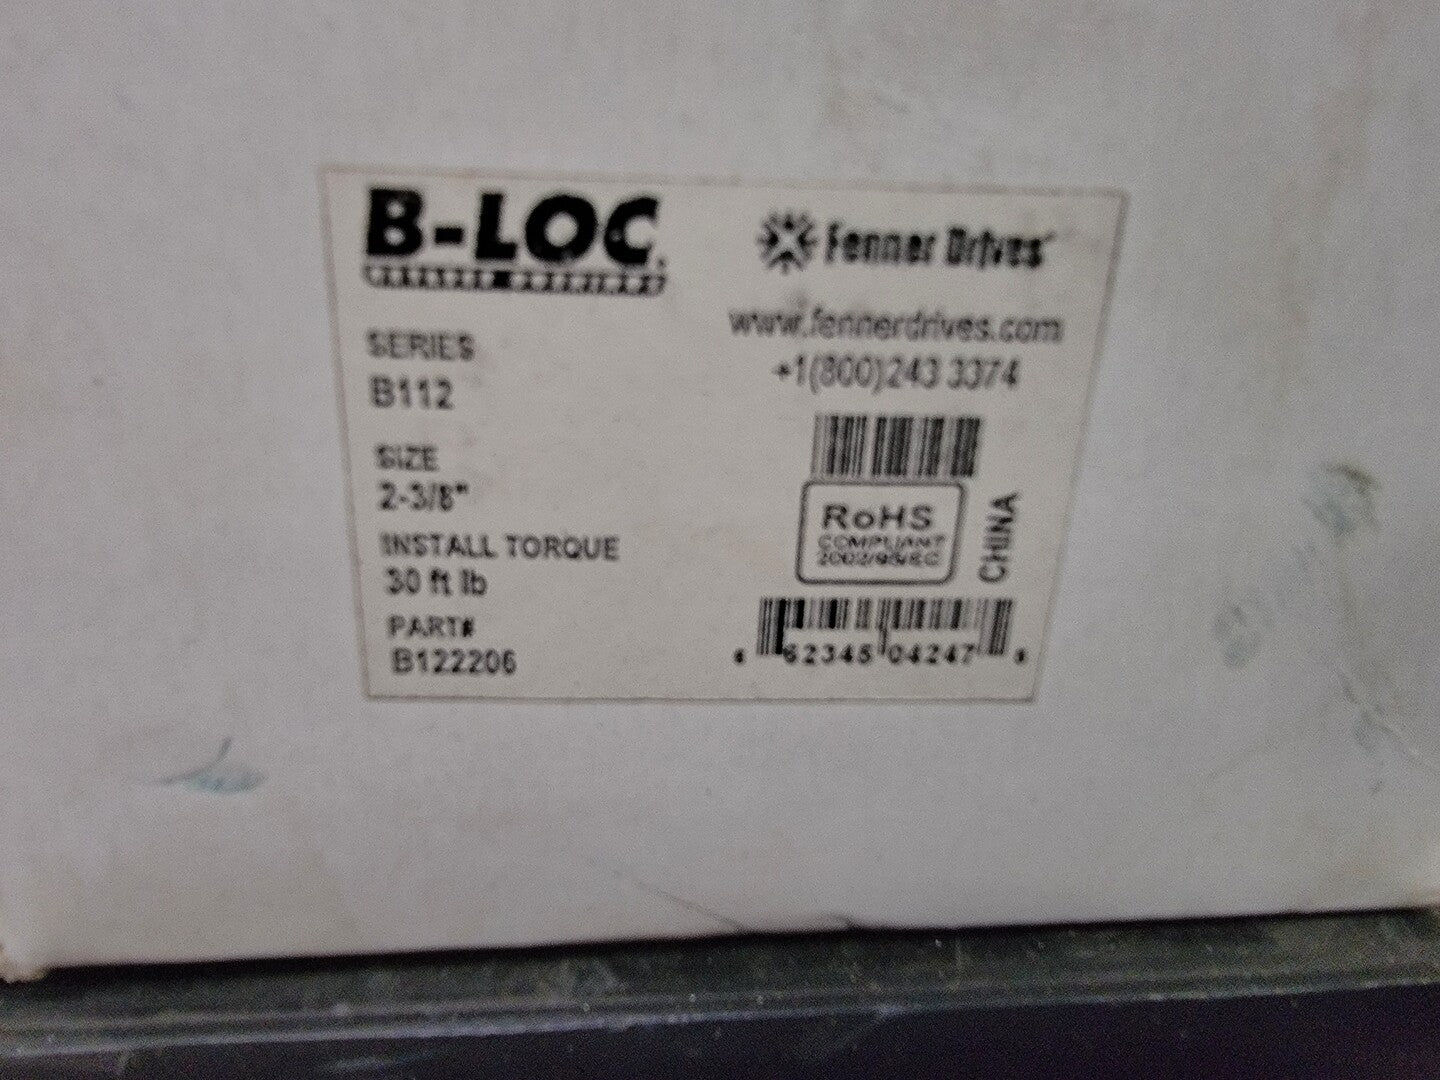 B-LOC
Fenner Drives
www.fennerdrives.com
+1(800)243 3374
SERIES
B112
SIZE
2-3/8"
INSTALL TORQUE
30 ft lb
PART#
B122206
RoHS
COMPLIANT
2002/95/EC
CHINA
62345 04247